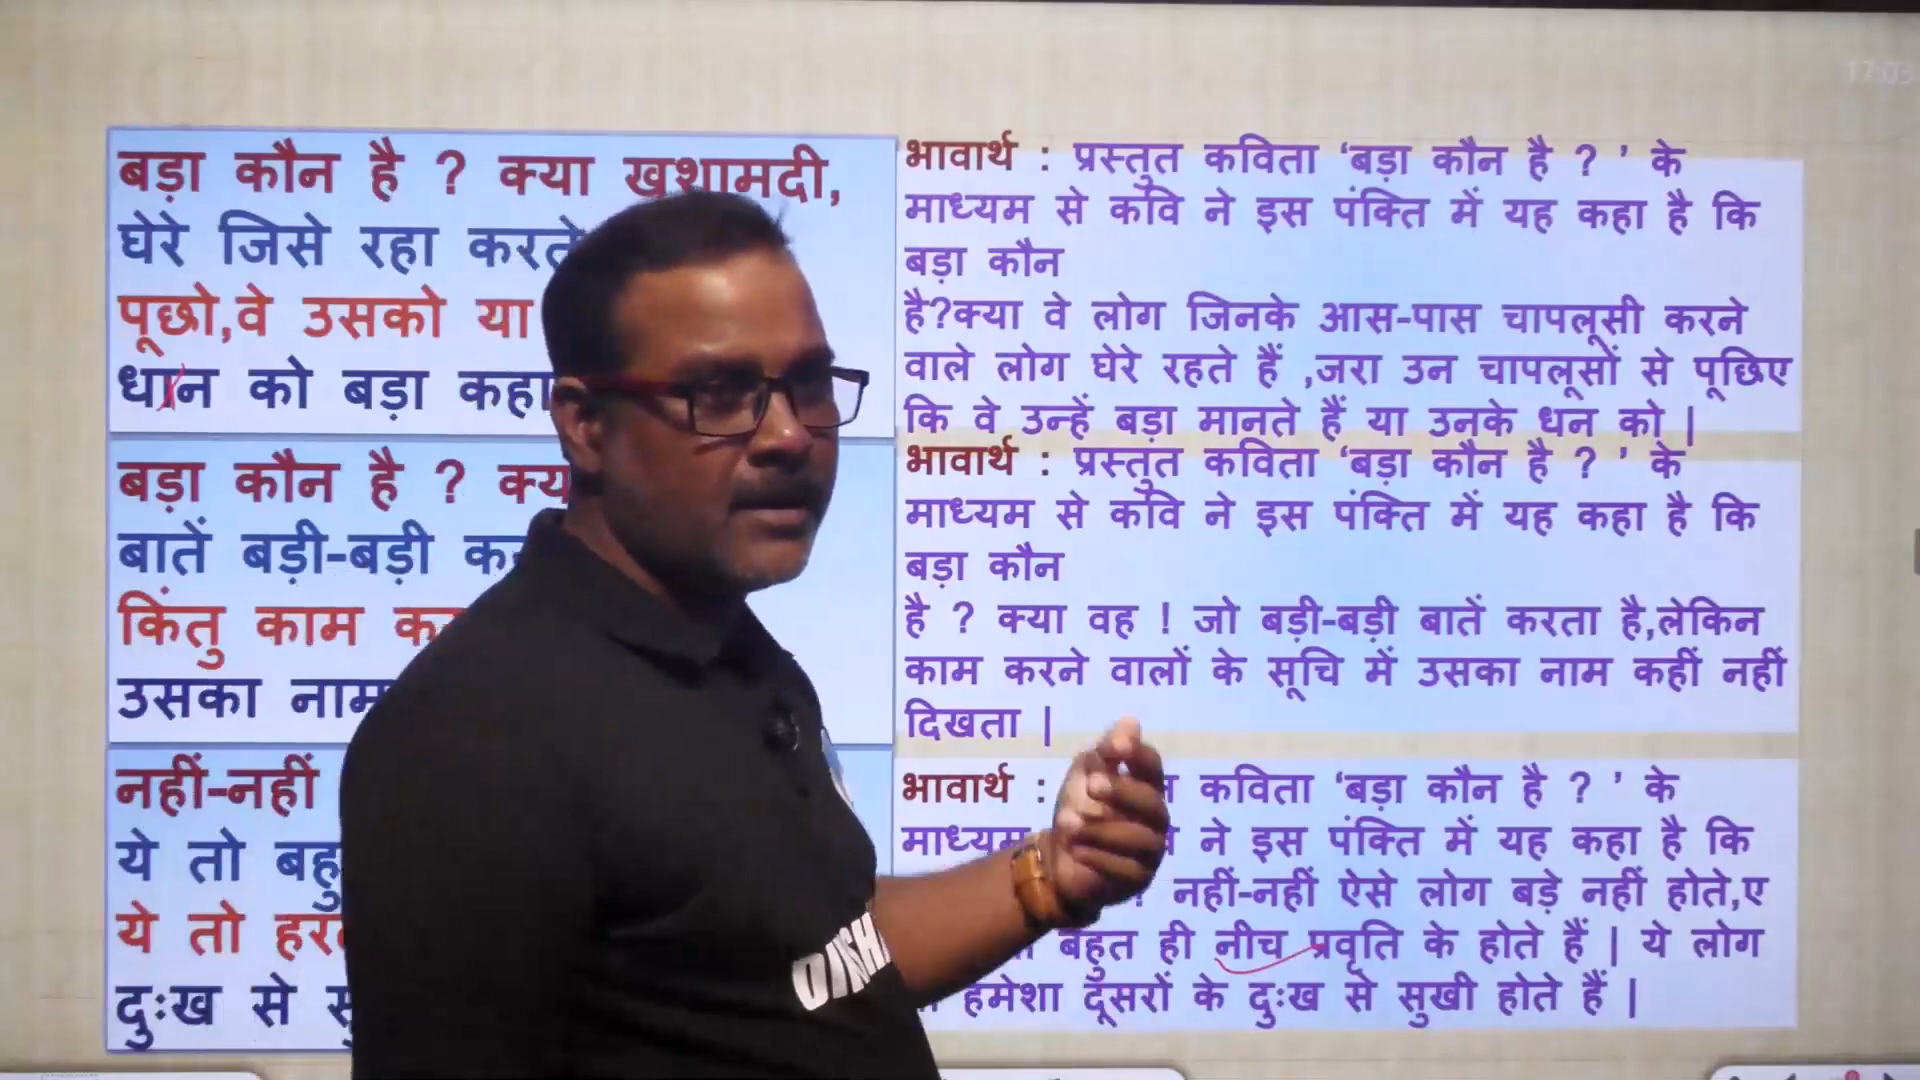 17:03
बड़ा कौन है ? क्या खुशामदी,
घेरे जिसे रहा करते
पूछो,वे उसको या
धान को बड़ा कहा
बड़ा कौन है ?
बातें बड़ी-बड़ी
किंतु काम
उसका नाम
नहीं-नहीं
ये तो
ये तो
दुःख से
भावार्थ : प्रस्तुत कविता ‘बड़ा कौन है ? ’ के
माध्यम से कवि ने इस पंक्ति में यह कहा है कि
बड़ा कौन
है?क्या वे लोग जिनके आस-पास चापलूसी करने
वाले लोग घेरे रहते हैं ,जरा उन चापलूसों से पूछिए
कि वे उन्हें बड़ा मानते हैं या उनके धन को |
भावार्थ : प्रस्तुत कविता ‘बड़ा कौन है ? ’ के
माध्यम से कवि ने इस पंक्ति में यह कहा है कि
बड़ा कौन
है ? क्या वह ! जो बड़ी-बड़ी बातें करता है,लेकिन
काम करने वालों के सूचि में उसका नाम कहीं नहीं
दिखता |
भावार्थ : कविता ‘बड़ा कौन है ? ’ के
माध्यम ने इस पंक्ति में यह कहा है कि
? नहीं-नहीं ऐसे लोग बड़े नहीं होते,ए
बहुत ही नीच प्रवृति के होते हैं | ये लोग
हमेशा दूसरों के दुःख से सुखी होते हैं |